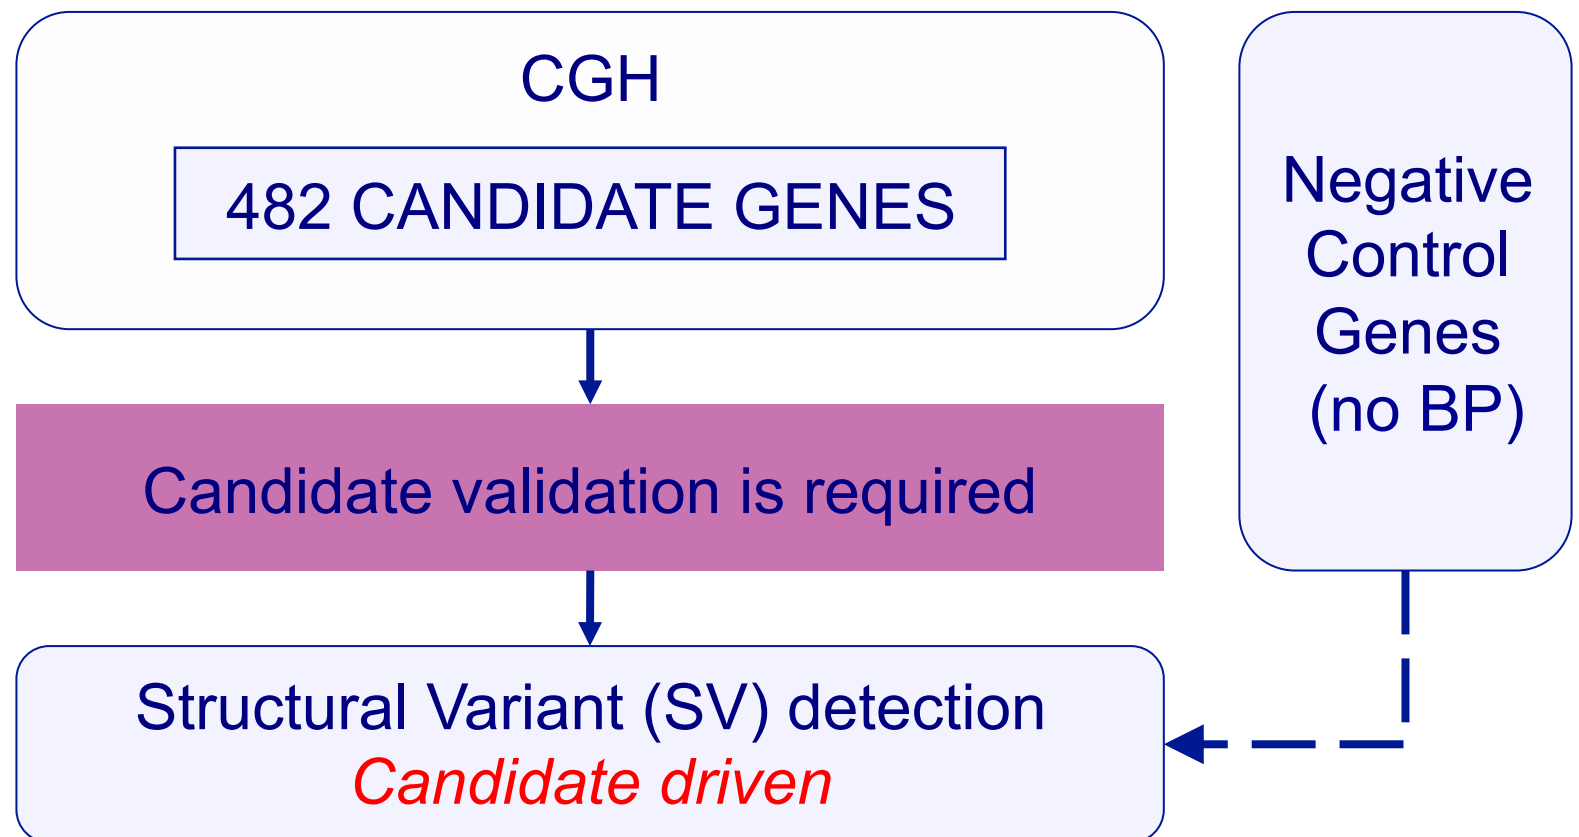 CGH
482 CANDIDATE GENES
Candidate validation is required
Structural Variant (SV) detection
Candidate driven
Negative
Control
Genes
(no BP)